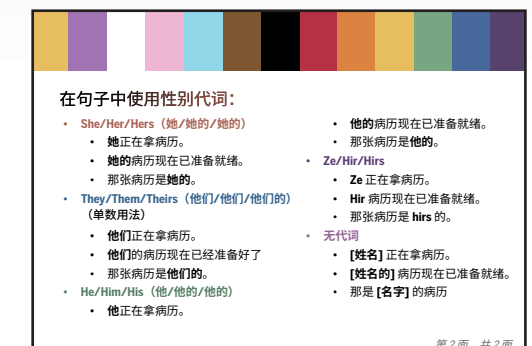 在句子中使用性别代词：
• She/Her/Hers（她/她的/她的）
• 她正在拿病历。
• 她的病历现在已准备就绪。
• 那张病历是她的。
• They/Them/Theirs（他们/他们/他们的）
（单数用法）
• 他们正在拿病历。
• 他们的病历现在已经准备好了
• 那张病历是他们的。
• He/Him/His（他/他的/他的）
• 他正在拿病历。
• 他的病历现在已准备就绪。
• 那张病历是他的。
• Ze/Hir/Hirs
• Ze 正在拿病历。
• Hir 病历现在已准备就绪。
• 那张病历是 hirs 的。
• 无代词
• [姓名] 正在拿病历。
• [姓名的] 病历现在已准备就绪。
• 那是 [名字] 的病历
第 2 面，共 2 面